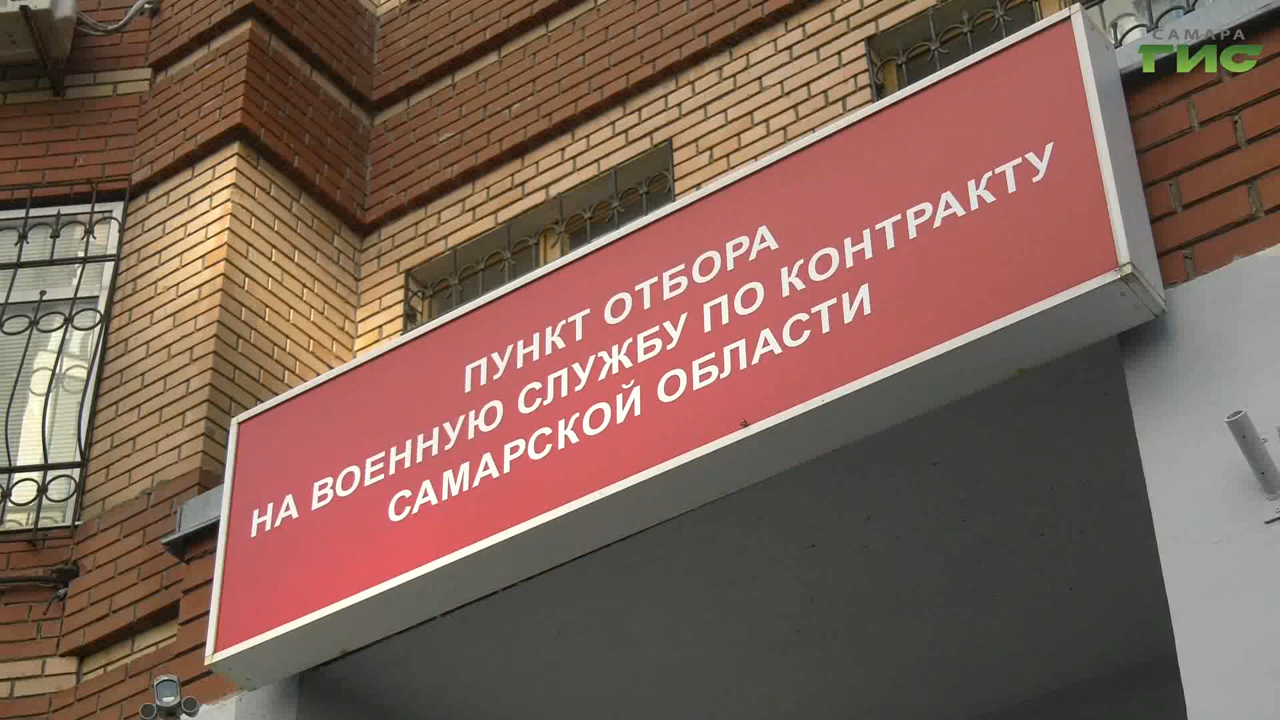 САМАРА
ГИС
ПУНКТ ОТБОРА
НА ВОЕННУЮ СЛУЖБУ ПО КОНТРАКТУ
САМАРСКОЙ ОБЛАСТИ